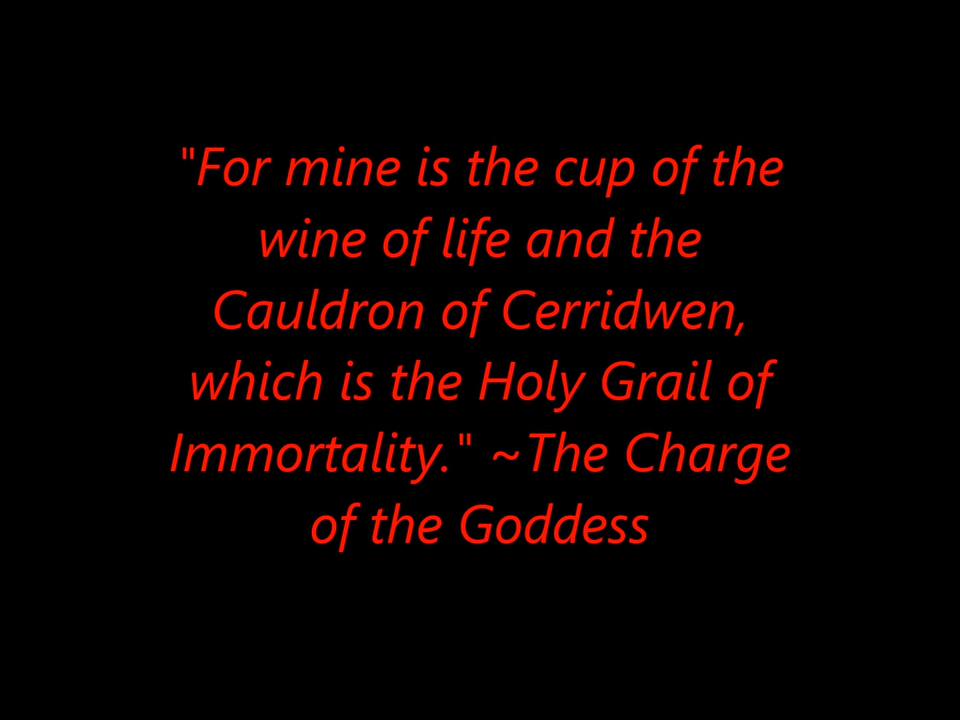 "For mine is the cup of the
wine of life and the
Cauldron of Cerridwen,
which is the Holy Grail of
Immortality." ~The Charge
of the Goddess